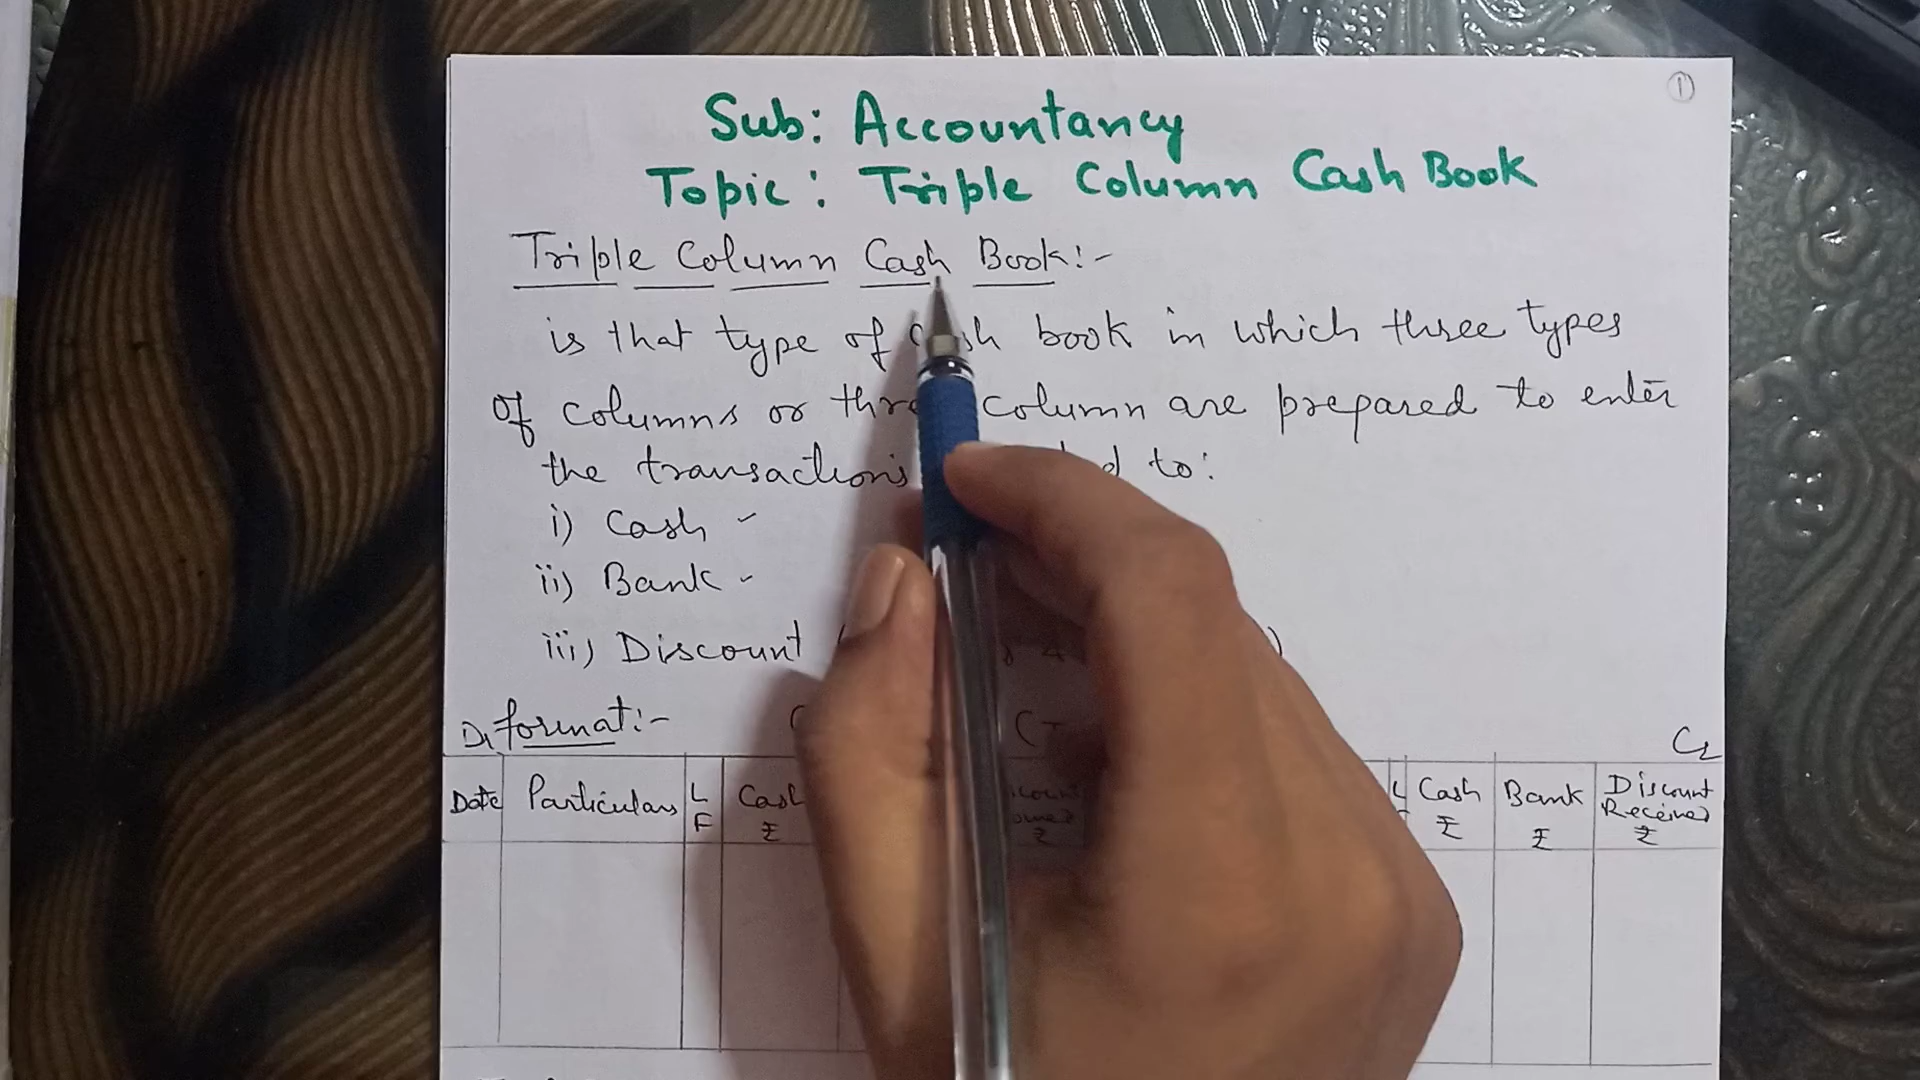 1
Sub: Accountancy
Topic: Triple Column Cash Book
Triple Column Cash Book:-
is that type of book in which three types
of columns or column are prepared to enter
the transactions to:
i) Cash
ii) Bank
iii) Discount
Dr format:- Cr
Date Particulars L F Cash ₹ L Cash ₹ Bank ₹ Discount Received ₹